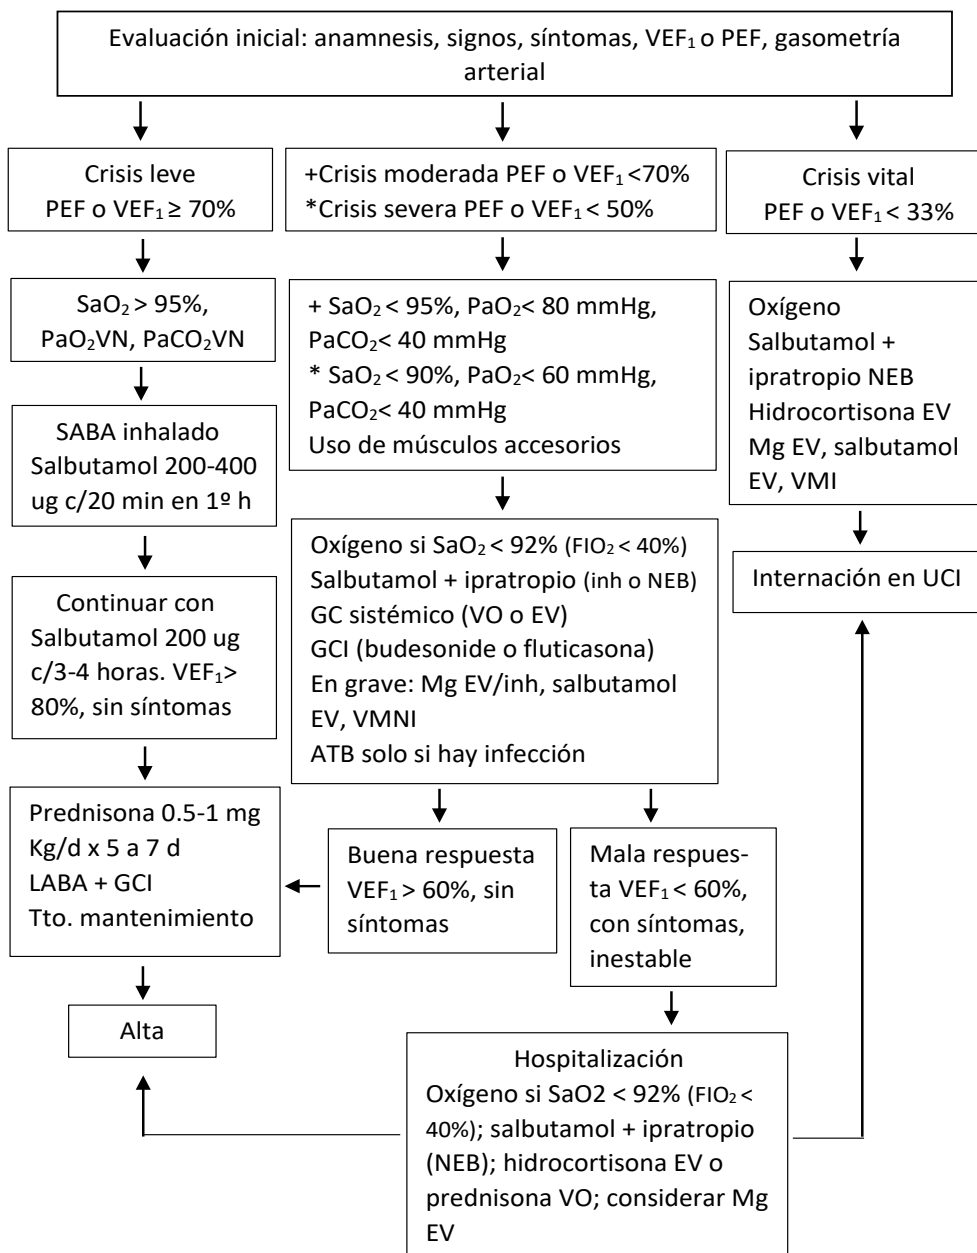 Evaluación inicial: anamnesis, signos, síntomas, VEF₁ o PEF, gasometría
arterial
Crisis leve
PEF o VEF₁ ≥ 70%
+Crisis moderada PEF o VEF₁ <70%
*Crisis severa PEF o VEF₁ < 50%
Crisis vital
PEF o VEF₁ < 33%
SaO₂ > 95%,
PaO₂VN, PaCO₂VN
+ SaO₂ < 95%, PaO₂< 80 mmHg,
PaCO₂< 40 mmHg
* SaO₂ < 90%, PaO₂< 60 mmHg,
PaCO₂< 40 mmHg
Uso de músculos accesorios
Oxígeno
Salbutamol +
ipratropio NEB
Hidrocortisona EV
Mg EV, salbutamol
EV, VMI
SABA inhalado
Salbutamol 200-400
ug c/20 min en 1º h
Oxígeno si SaO₂ < 92% (FIO₂ < 40%)
Salbutamol + ipratropio (inh o NEB)
GC sistémico (VO o EV)
GCI (budesonide o fluticasona)
En grave: Mg EV/inh, salbutamol
EV, VMNI
ATB solo si hay infección
Internación en UCI
Continuar con
Salbutamol 200 ug
c/3-4 horas. VEF₁>
80%, sin síntomas
Prednisona 0.5-1 mg
Kg/d x 5 a 7 d
LABA + GCI
Tto. mantenimiento
Buena respuesta
VEF₁ > 60%, sin
síntomas
Mala respues-
ta VEF₁ < 60%,
con síntomas,
inestable
Alta
Hospitalización
Oxígeno si SaO2 < 92% (FIO₂ <
40%); salbutamol + ipratropio
(NEB); hidrocortisona EV o
prednisona VO; considerar Mg
EV